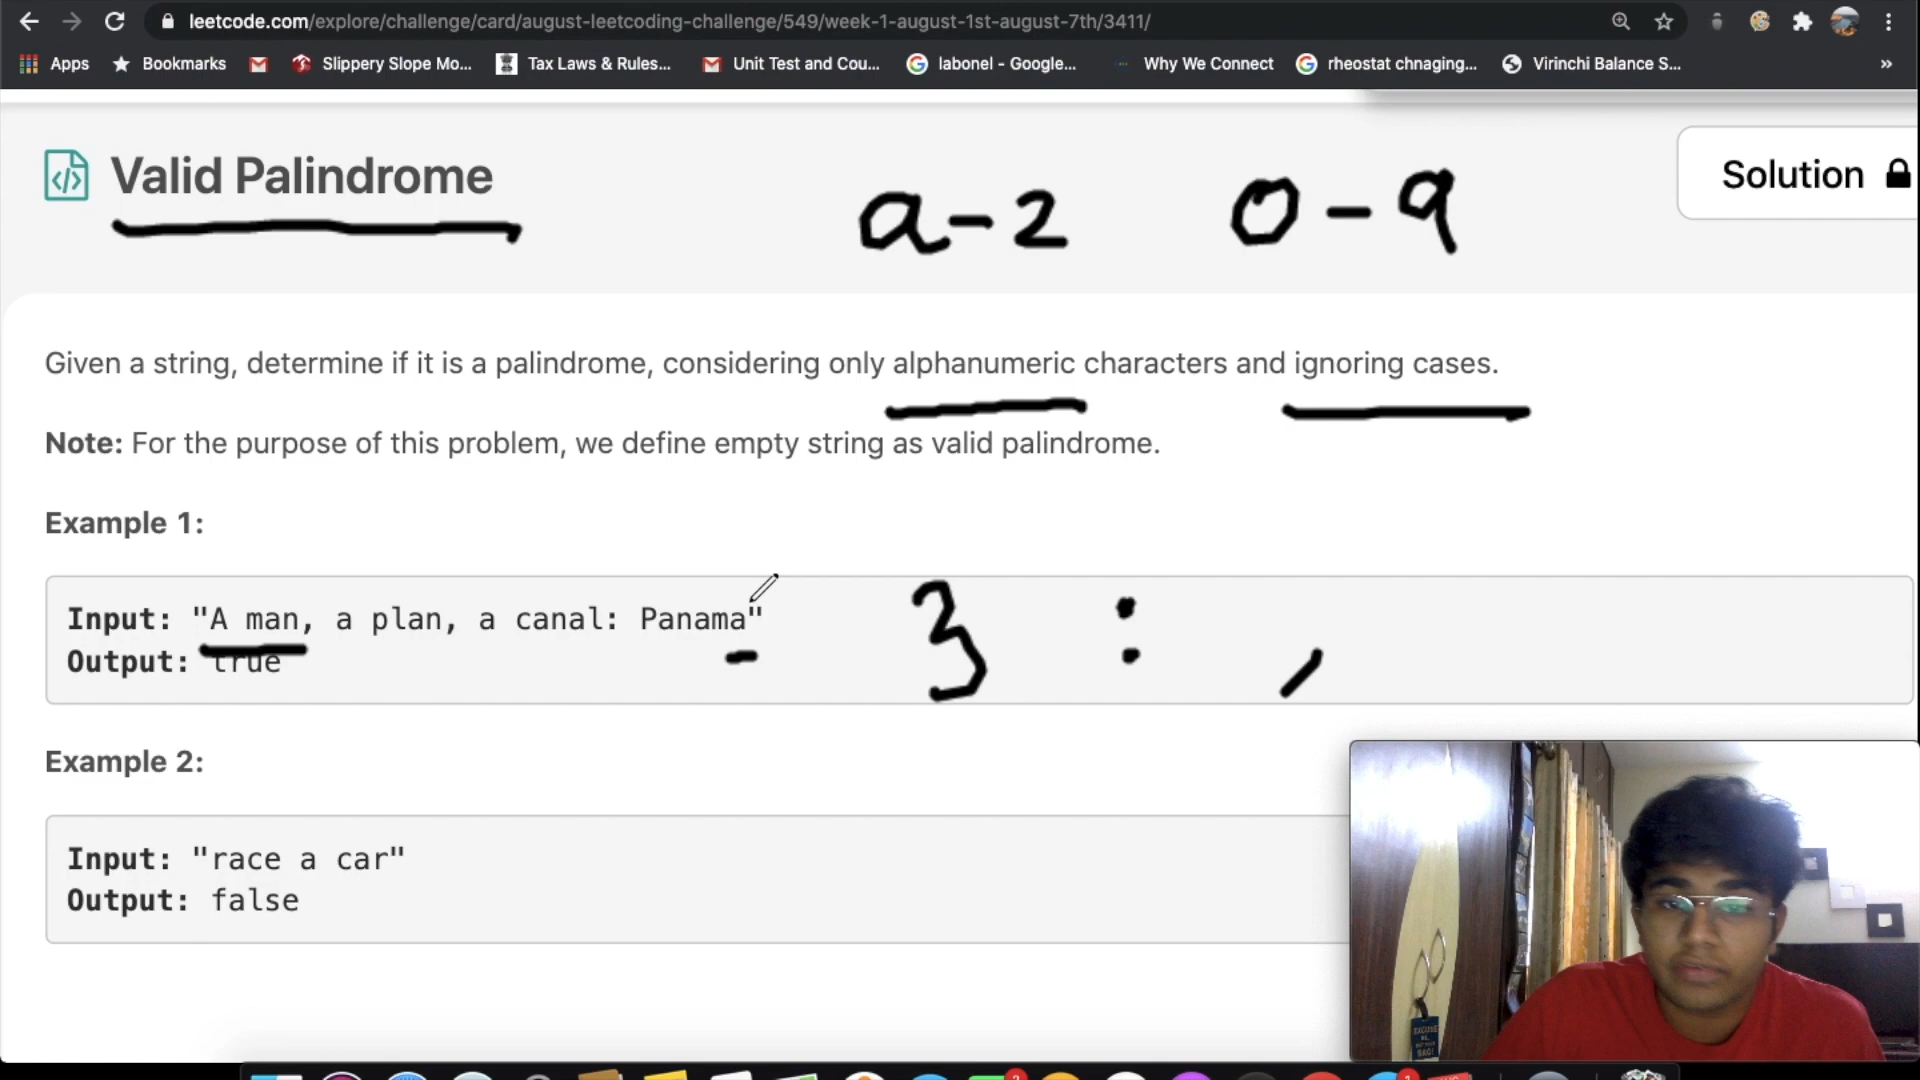 leetcode.com/explore/challenge/card/august-leetcoding-challenge/549/week-1-august-1st-august-7th/3411/
Apps Bookmarks Slippery Slope Mo... Tax Laws & Rules... Unit Test and Cou... labonel - Google... Why We Connect rheostat chnaging... Virinchi Balance S... »
Valid Palindrome
a-z 0-9
Solution
Given a string, determine if it is a palindrome, considering only alphanumeric characters and ignoring cases.
Note: For the purpose of this problem, we define empty string as valid palindrome.
Example 1:
Input: "A man, a plan, a canal: Panama"
Output: true
} : ,
Example 2:
Input: "race a car"
Output: false